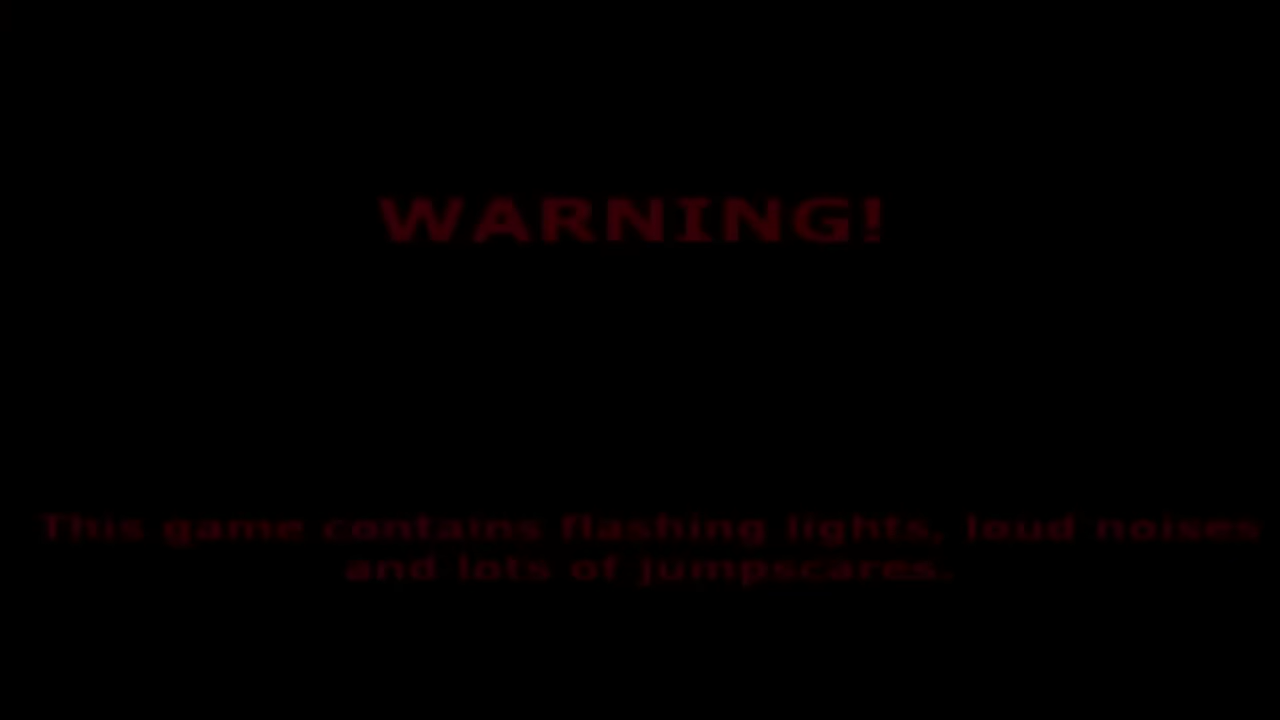 WARNING!
This game contains flashing lights, loud noises
and lots of jumpscares.